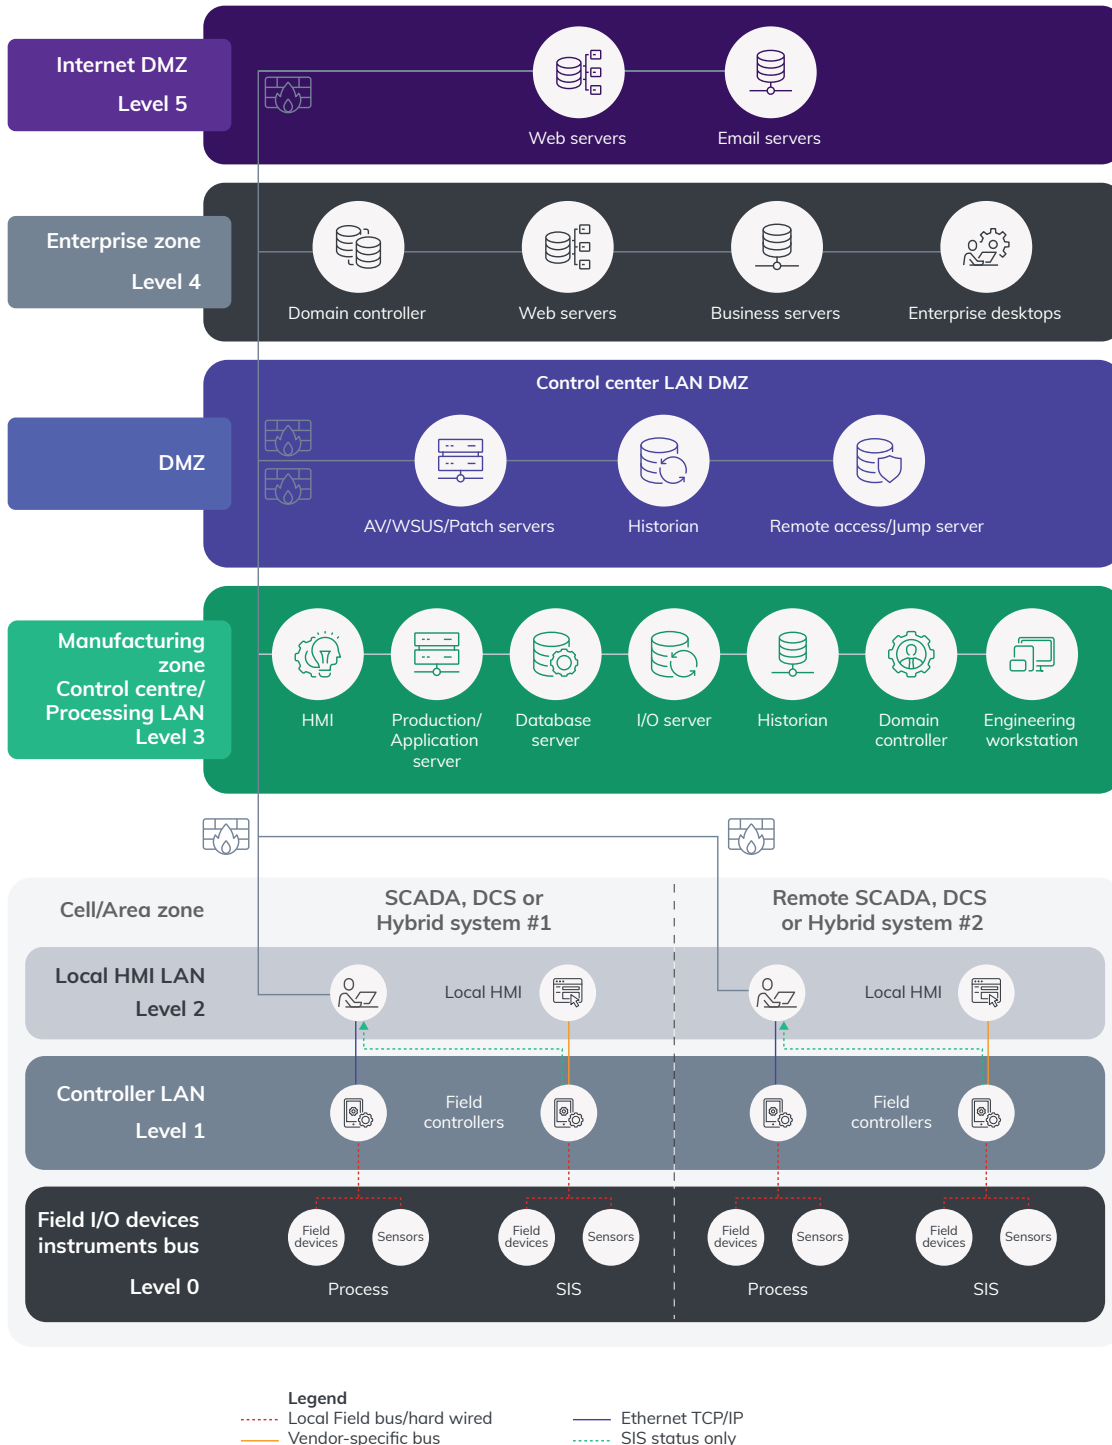 Internet DMZ
Level 5
Web servers
Email servers
Enterprise zone
Level 4
Domain controller
Web servers
Business servers
Enterprise desktops
Control center LAN DMZ
DMZ
AV/WSUS/Patch servers
Historian
Remote access/Jump server
Manufacturing
zone
Control centre/
Processing LAN
Level 3
HMI
Production/
Application
server
Database
server
I/O server
Historian
Domain
controller
Engineering
workstation
Cell/Area zone
SCADA, DCS or
Hybrid system #1
Remote SCADA, DCS
or Hybrid system #2
Local HMI LAN
Level 2
Local HMI
Local HMI
Controller LAN
Level 1
Field
controllers
Field
controllers
Field I/O devices
instruments bus
Level 0
Field
devices
Sensors
Field
devices
Sensors
Field
devices
Sensors
Field
devices
Sensors
Process
SIS
Process
SIS
Legend
Local Field bus/hard wired
Ethernet TCP/IP
Vendor-specific bus
SIS status only